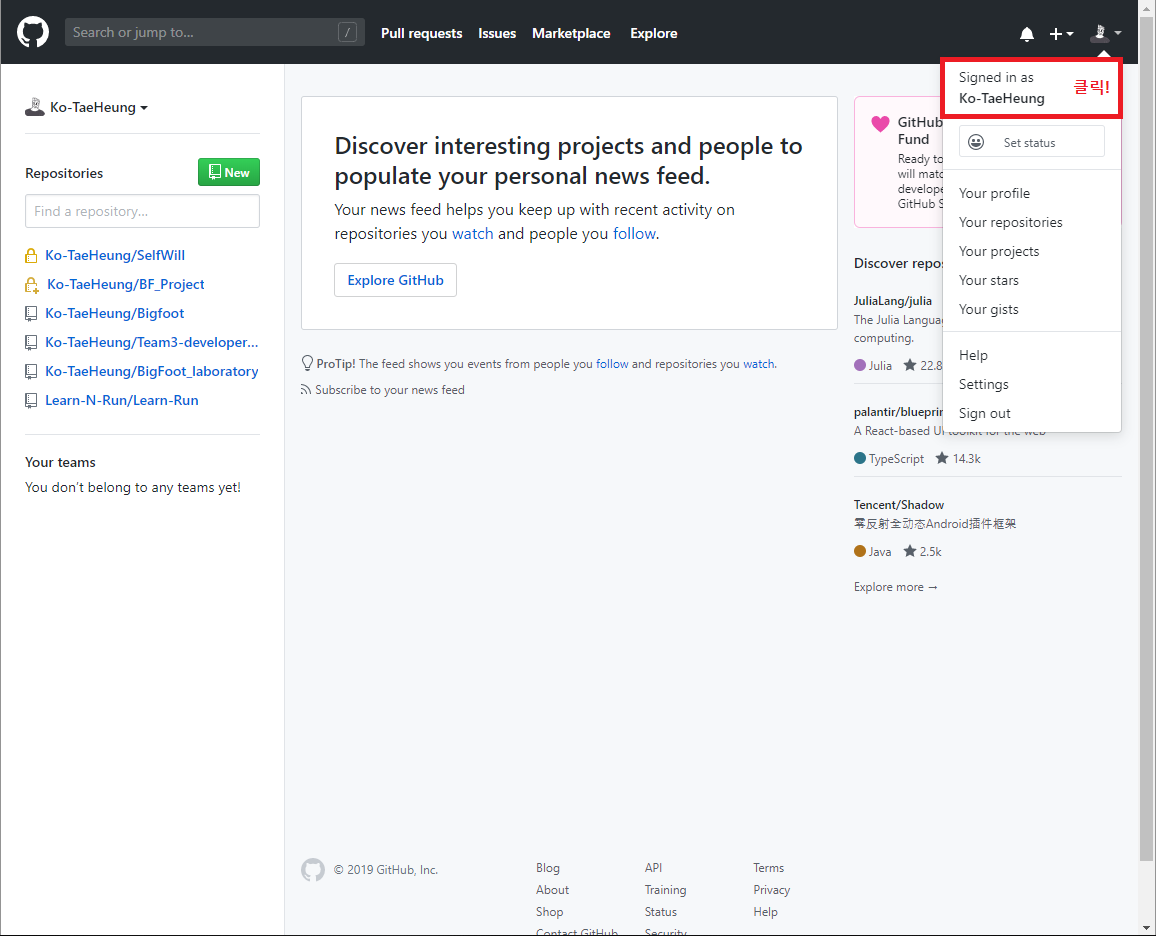 Search or jump to...
/
Pull requests
Issues
Marketplace
Explore
Signed in as
Ko-TaeHeung
클릭!
Set status
Your profile
Your repositories
Your projects
Your stars
Your gists
Help
Settings
Sign out
Ko-TaeHeung
Repositories
New
Find a repository...
Ko-TaeHeung/SelfWill
Ko-TaeHeung/BF_Project
Ko-TaeHeung/Bigfoot
Ko-TaeHeung/Team3-developer...
Ko-TaeHeung/BigFoot_laboratory
Learn-N-Run/Learn-Run
Your teams
You don't belong to any teams yet!
Discover interesting projects and people to
populate your personal news feed.
Your news feed helps you keep up with recent activity on
repositories you watch and people you follow.
Explore GitHub
ProTip! The feed shows you events from people you follow and repositories you watch.
Subscribe to your news feed
GitHub
Fund
Ready to
will matc
develope
GitHub S
Discover repos
JuliaLang/julia
The Julia Langua
computing.
Julia 22.8
palantir/blueprin
A React-based UI toolkit for the web
TypeScript 14.3k
Tencent/Shadow
零反射全动态Android插件框架
Java 2.5k
Explore more →
© 2019 GitHub, Inc.
Blog
About
Shop
Contact GitHub
API
Training
Status
Security
Terms
Privacy
Help